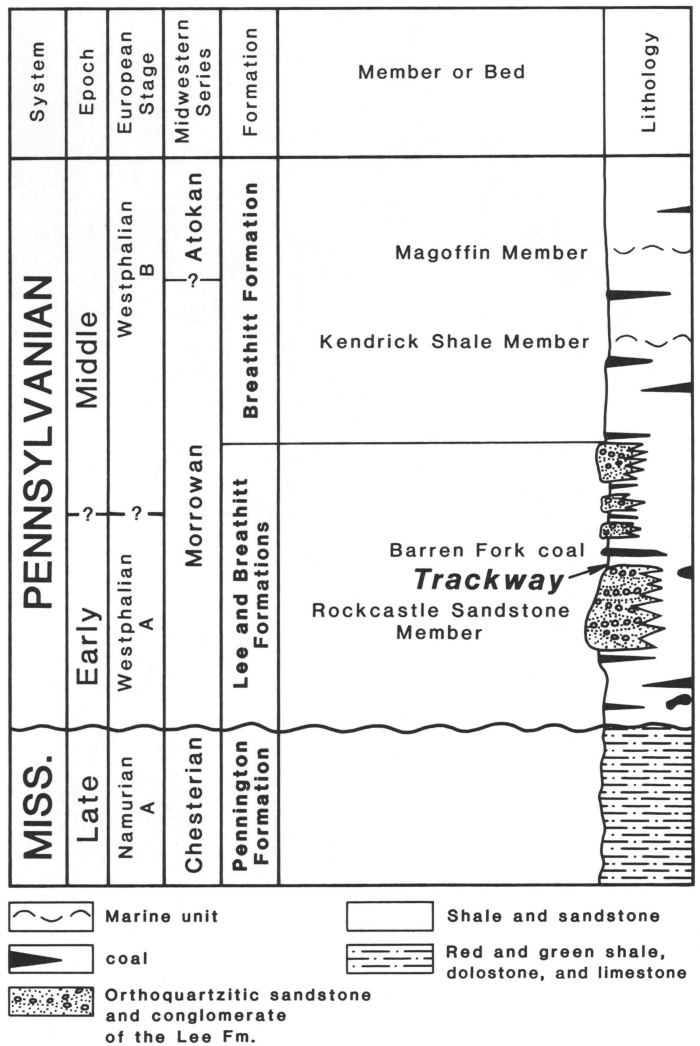 System
Epoch
European
Stage
Midwestern
Series
Formation
Member or Bed
Lithology
PENNSYLVANIAN
MISS.
Middle
?
Early
Late
Westphalian
B
?
Westphalian
A
Namurian
A
Atokan
?
Morrowan
Chesterian
Breathitt Formation
Lee and Breathitt
Formations
Pennington
Formation
Magoffin Member
Kendrick Shale Member
Barren Fork coal
Trackway
Rockcastle Sandstone
Member
Marine unit
coal
Orthoquartzitic sandstone
and conglomerate
of the Lee Fm.
Shale and sandstone
Red and green shale,
dolostone, and limestone